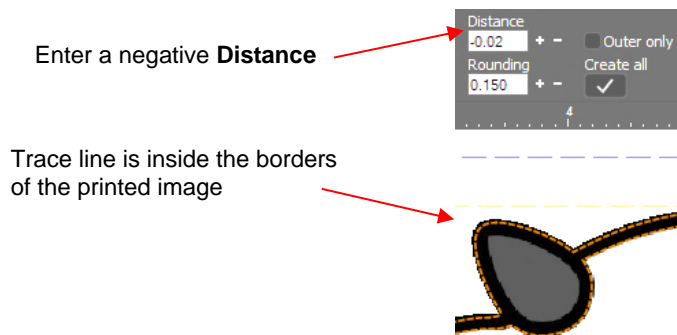 Enter a negative Distance
Distance
-0.02 + - Outer only
Rounding Create all
0.150 + -
4
Trace line is inside the borders
of the printed image